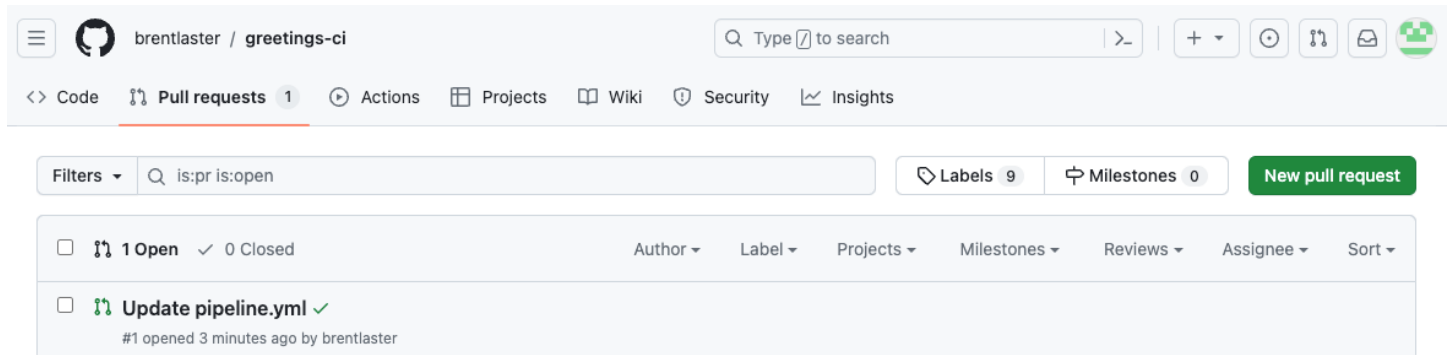 brentlaster / greetings-ci
Type / to search
Code Pull requests 1 Actions Projects Wiki Security Insights
Filters is:pr is:open Labels 9 Milestones 0 New pull request
1 Open 0 Closed Author Label Projects Milestones Reviews Assignee Sort
Update pipeline.yml
#1 opened 3 minutes ago by brentlaster